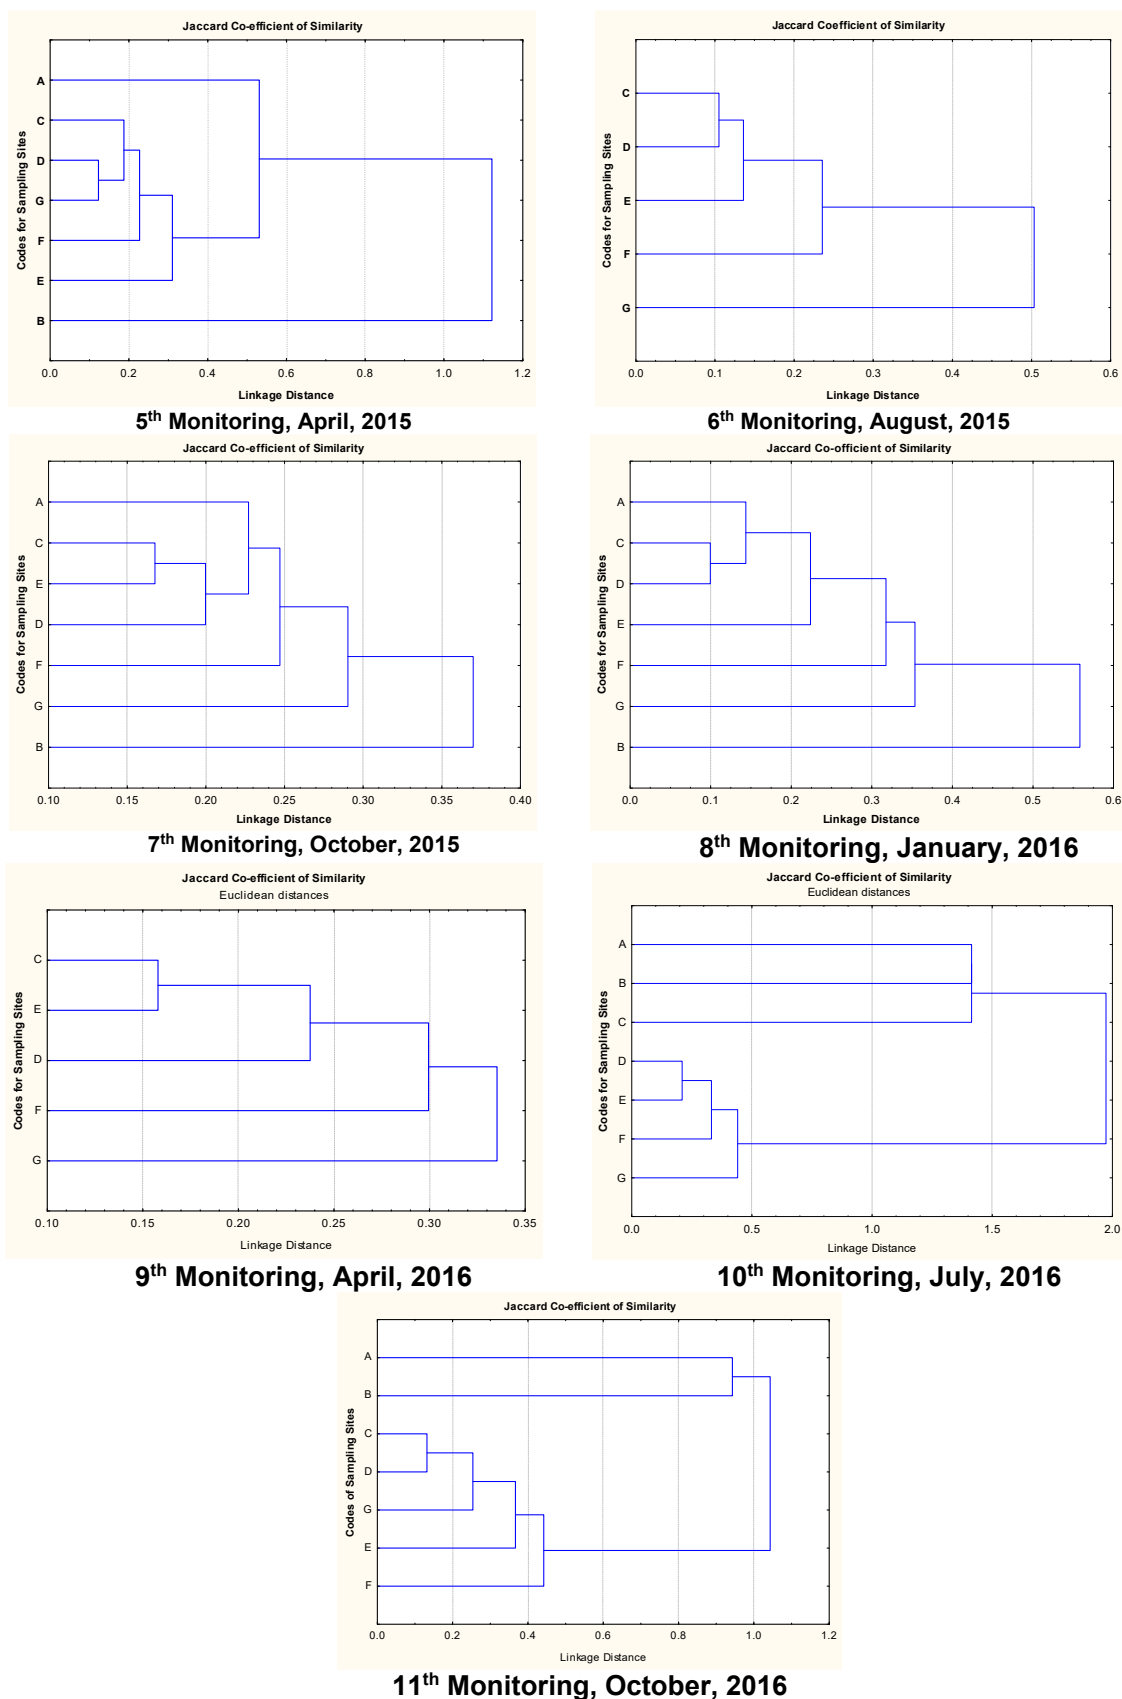 Jaccard Co-efficient of Similarity
Codes for Sampling Sites
A
C
D
G
F
E
B
0.0 0.2 0.4 0.6 0.8 1.0 1.2
Linkage Distance
5th Monitoring, April, 2015
Jaccard Coefficient of Similarity
Codes for Sampling Sites
C
D
E
F
G
0.0 0.1 0.2 0.3 0.4 0.5 0.6
Linkage Distance
6th Monitoring, August, 2015
Jaccard Co-efficient of Similarity
Codes for Sampling Sites
A
C
E
D
F
G
B
0.10 0.15 0.20 0.25 0.30 0.35 0.40
Linkage Distance
7th Monitoring, October, 2015
Jaccard Co-officient of Similarity
Codes for Sampling Sites
A
C
D
E
F
G
B
0.0 0.1 0.2 0.3 0.4 0.5 0.6
Linkage Distance
8th Monitoring, January, 2016
Jaccard Co-efficient of Similarity
Euclidean distances
Codes for Sampling Sites
C
E
D
F
G
0.10 0.15 0.20 0.25 0.30 0.35
Linkage Distance
9th Monitoring, April, 2016
Jaccard Co-efficient of Similarity
Euclidean distances
Codes for Sampling Sites
A
B
C
D
E
F
G
0.0 0.5 1.0 1.5 2.0
Linkage Distance
10th Monitoring, July, 2016
Jaccard Co-efficient of Similarity
Codes of Sampling Sites
A
B
C
D
G
E
F
0.0 0.2 0.4 0.6 0.8 1.0 1.2
Linkage Distance
11th Monitoring, October, 2016